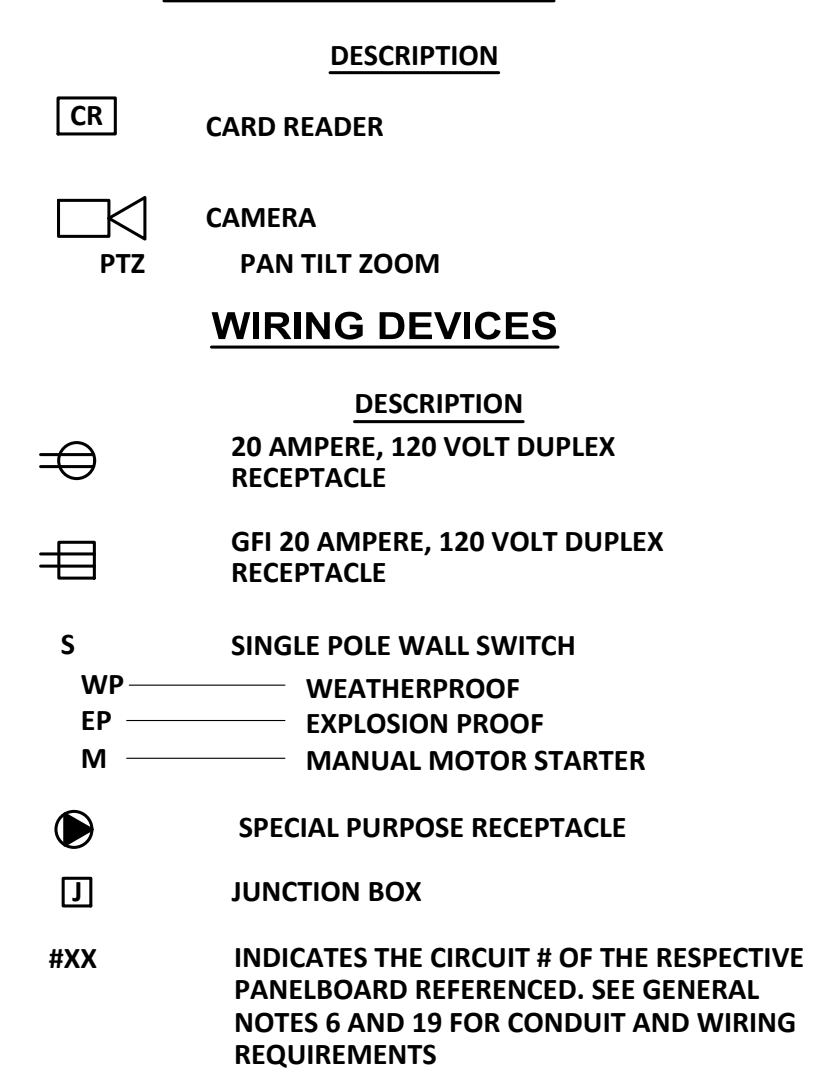 DESCRIPTION
CR CARD READER
CAMERA
PTZ PAN TILT ZOOM
WIRING DEVICES
DESCRIPTION
20 AMPERE, 120 VOLT DUPLEX
RECEPTACLE
GFI 20 AMPERE, 120 VOLT DUPLEX
RECEPTACLE
S SINGLE POLE WALL SWITCH
WP WEATHERPROOF
EP EXPLOSION PROOF
M MANUAL MOTOR STARTER
SPECIAL PURPOSE RECEPTACLE
J JUNCTION BOX
#XX INDICATES THE CIRCUIT # OF THE RESPECTIVE
PANELBOARD REFERENCED. SEE GENERAL
NOTES 6 AND 19 FOR CONDUIT AND WIRING
REQUIREMENTS